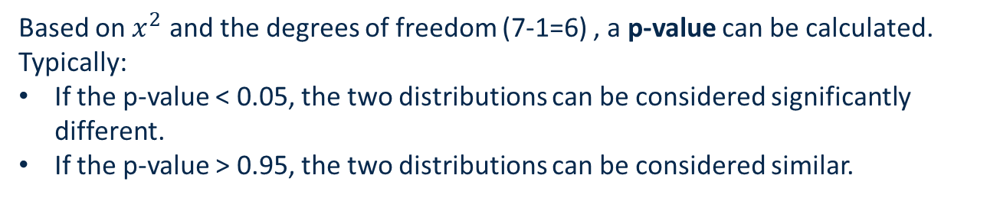 Based on x² and the degrees of freedom (7-1=6) , a p-value can be calculated.
Typically:
• If the p-value < 0.05, the two distributions can be considered significantly
different.
• If the p-value > 0.95, the two distributions can be considered similar.